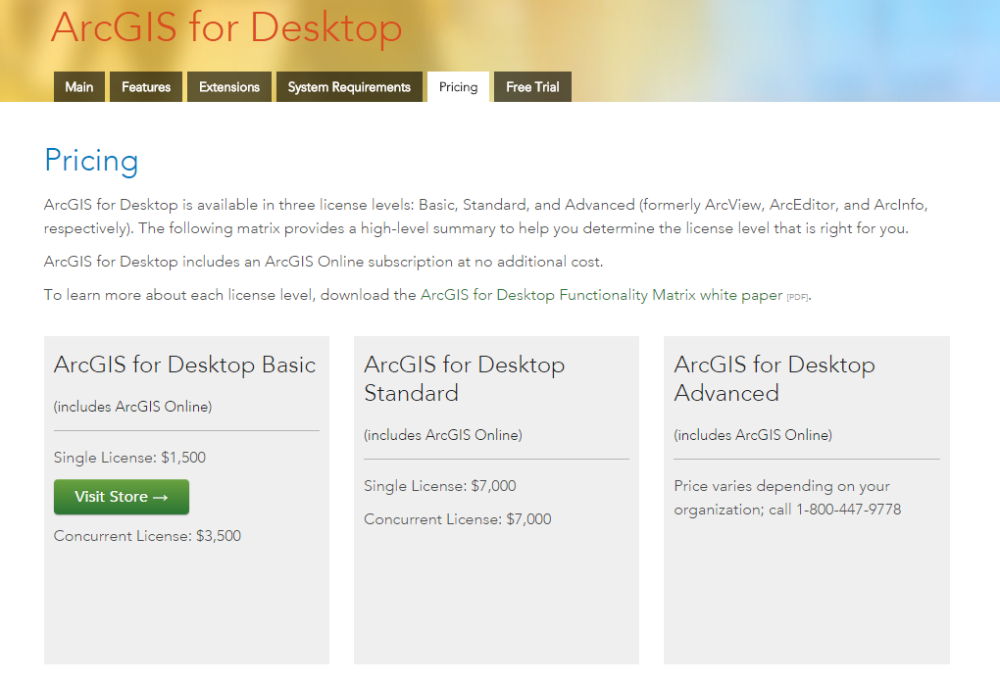 ArcGIS for Desktop
Main
Features
Extensions
System Requirements
Pricing
Free Trial
Pricing
ArcGIS for Desktop is available in three license levels: Basic, Standard, and Advanced (formerly ArcView, ArcEditor, and ArcInfo,
respectively). The following matrix provides a high-level summary to help you determine the license level that is right for you.
ArcGIS for Desktop includes an ArcGIS Online subscription at no additional cost.
To learn more about each license level, download the ArcGIS for Desktop Functionality Matrix white paper [PDF].
ArcGIS for Desktop Basic
(includes ArcGIS Online)
Single License: $1,500
Visit Store →
Concurrent License: $3,500
ArcGIS for Desktop
Standard
(includes ArcGIS Online)
Single License: $7,000
Concurrent License: $7,000
ArcGIS for Desktop
Advanced
(includes ArcGIS Online)
Price varies depending on your
organization; call 1-800-447-9778